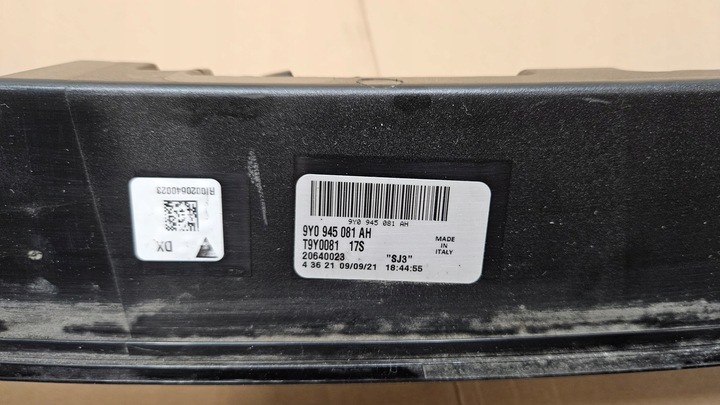 RI00020640023
DX.
9Y0 945 081 AH
9Y0 945 081 AH
T9Y0081 17S
20640023 "SJ3"
4 36 21 09/09/21 18:44:55
MADE
IN
ITALY